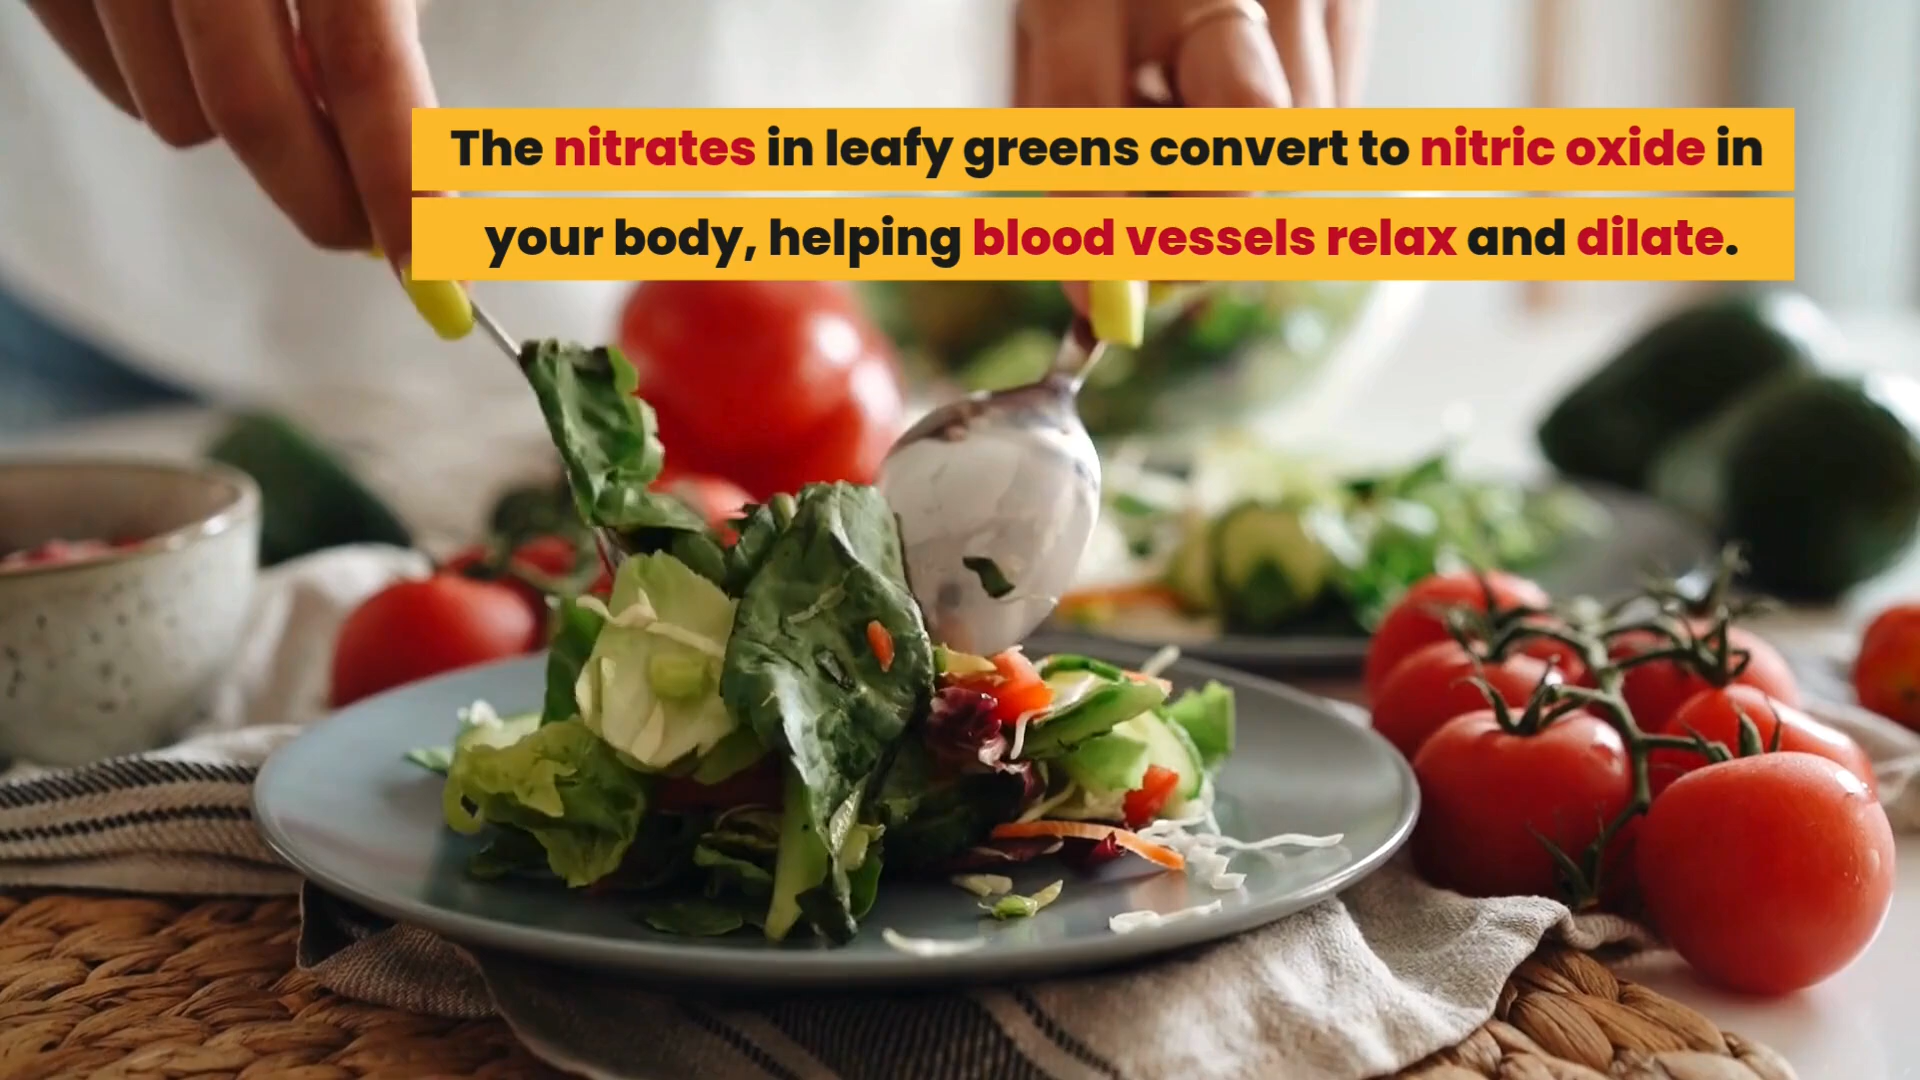 The nitrates in leafy greens convert to nitric oxide in
your body, helping blood vessels relax and dilate.